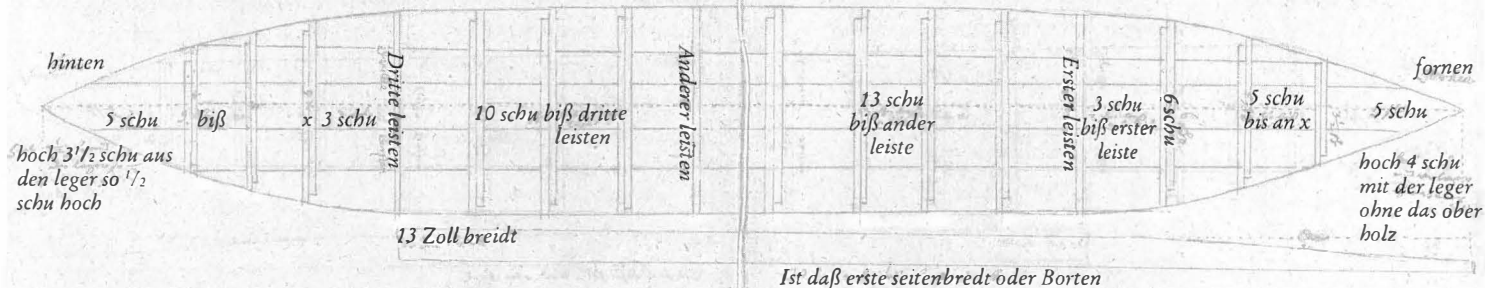 hinten
5 schu
biß
x 3 schu
Dritte leisten
10 schu biß dritte
leisten
Anderer leisten
13 schu
biß ander
leiste
Erster leisten
3 schu
biß erster
leiste
6 schu
5 schu
bis an x
5 schu
fornen
hoch 3 1/2 schu aus
den leger so 1/2
schu hoch
hoch 4 schu
mit der leger
ohne das ober
holz
13 Zoll breidt
Ist daß erste seitenbredt oder Borten